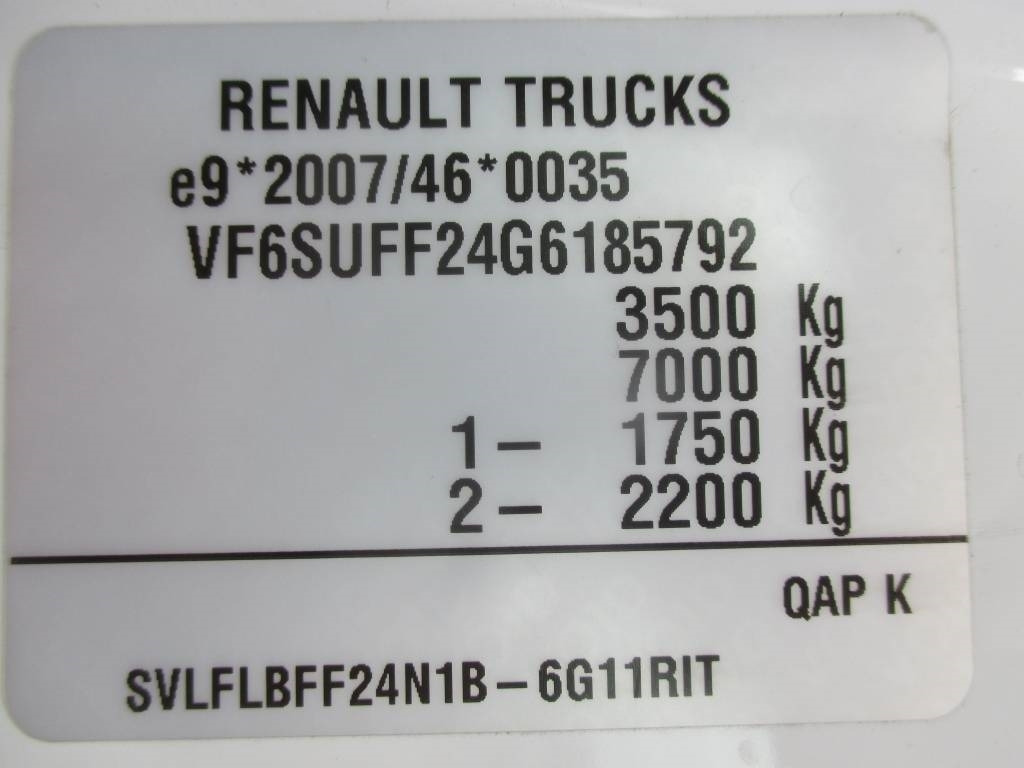 RENAULT TRUCKS
e9*2007/46*0035
VF6SUFF24G6185792
3500 Kg
7000 Kg
1– 1750 Kg
2– 2200 Kg
QAP K
SVLFLBFF24N1B–6G11RIT